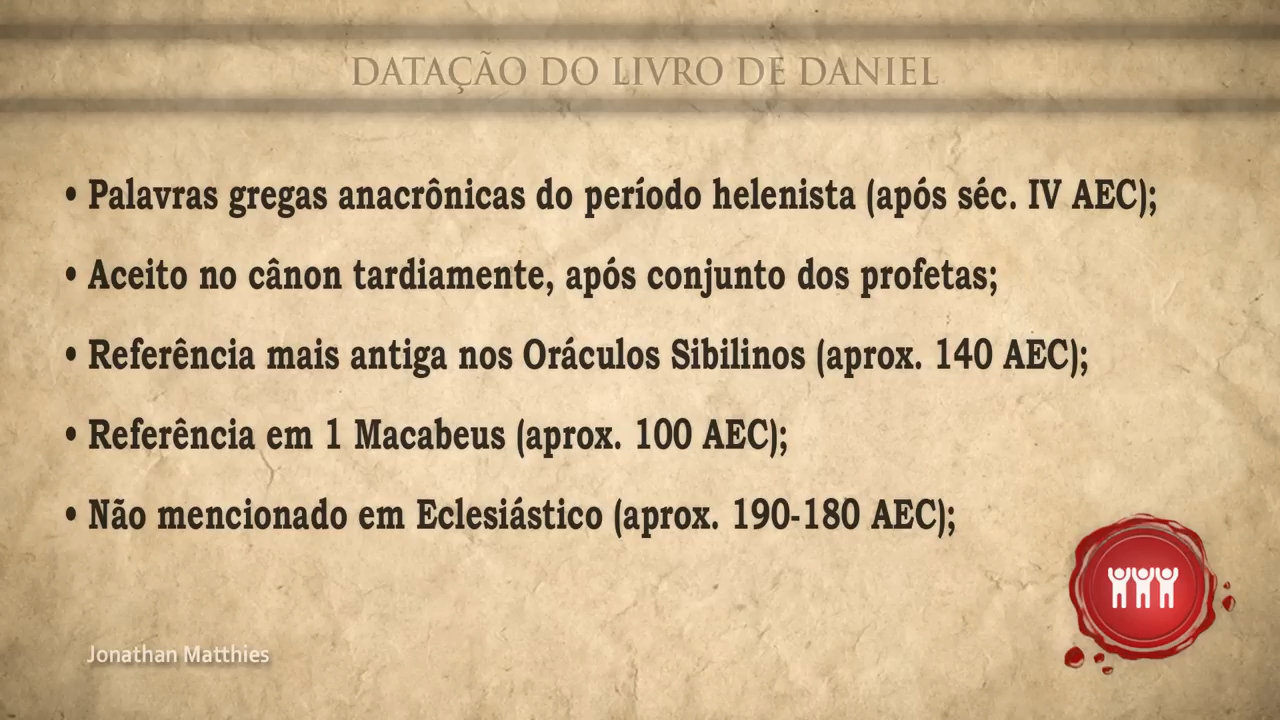 DATAÇÃO DO LIVRO DE DANIEL
• Palavras gregas anacrônicas do período helenista (após séc. IV AEC);
• Aceito no cânon tardiamente, após conjunto dos profetas;
• Referência mais antiga nos Oráculos Sibilinos (aprox. 140 AEC);
• Referência em 1 Macabeus (aprox. 100 AEC);
• Não mencionado em Eclesiástico (aprox. 190-180 AEC);
Jonathan Matthies